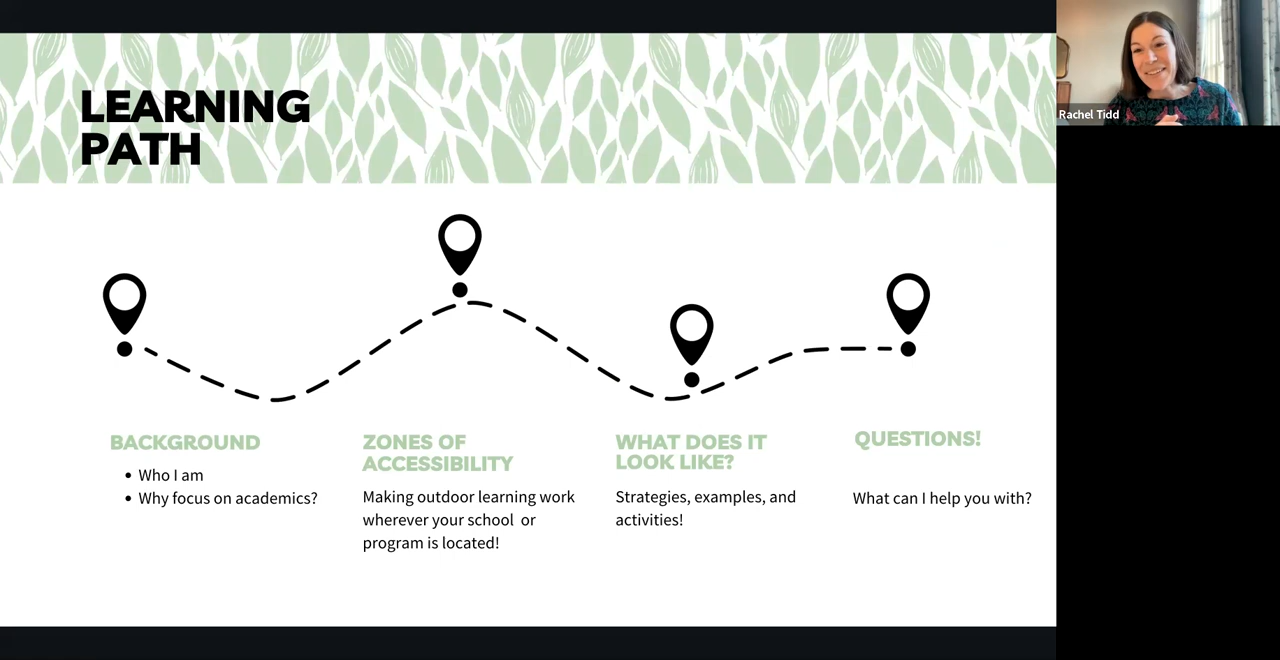 LEARNING
PATH
Rachel Tidd
BACKGROUND
• Who I am
• Why focus on academics?
ZONES OF
ACCESSIBILITY
Making outdoor learning work
wherever your school or
program is located!
WHAT DOES IT
LOOK LIKE?
Strategies, examples, and
activities!
QUESTIONS!
What can I help you with?